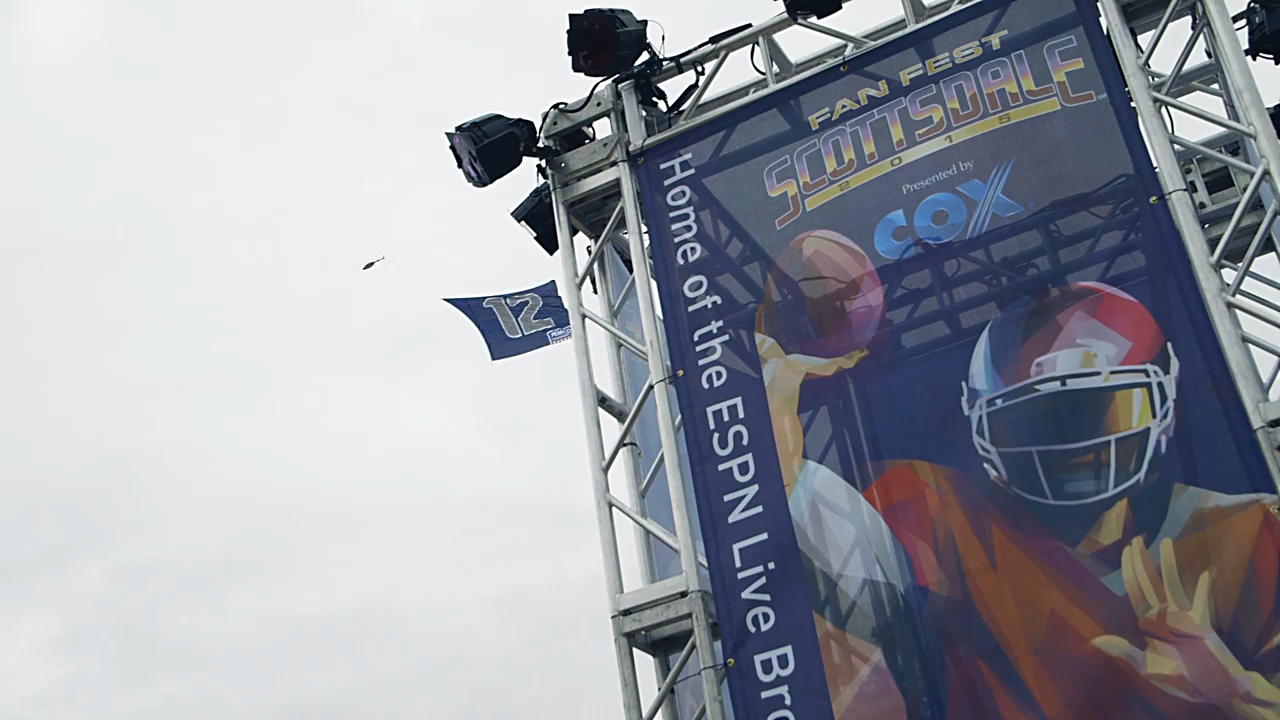 FAN FEST
SCOTTSDALE
2015
Presented by
COX
Home of the ESPN Live Bro
12